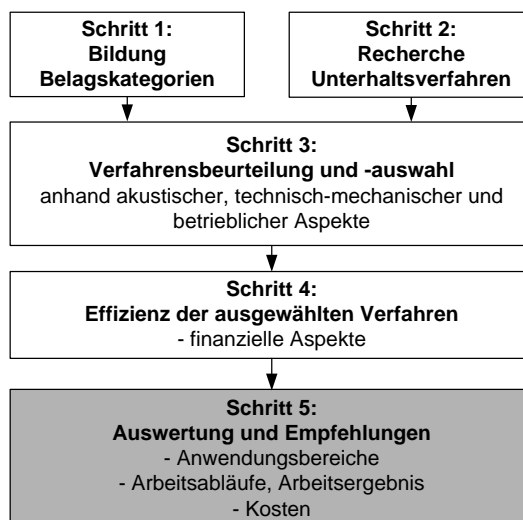 Schritt 1:
Bildung
Belagskategorien
Schritt 2:
Recherche
Unterhaltsverfahren
Schritt 3:
Verfahrensbeurteilung und -auswahl
anhand akustischer, technisch-mechanischer und
betrieblicher Aspekte
Schritt 4:
Effizienz der ausgewählten Verfahren
- finanzielle Aspekte
Schritt 5:
Auswertung und Empfehlungen
- Anwendungsbereiche
- Arbeitsabläufe, Arbeitsergebnis
- Kosten